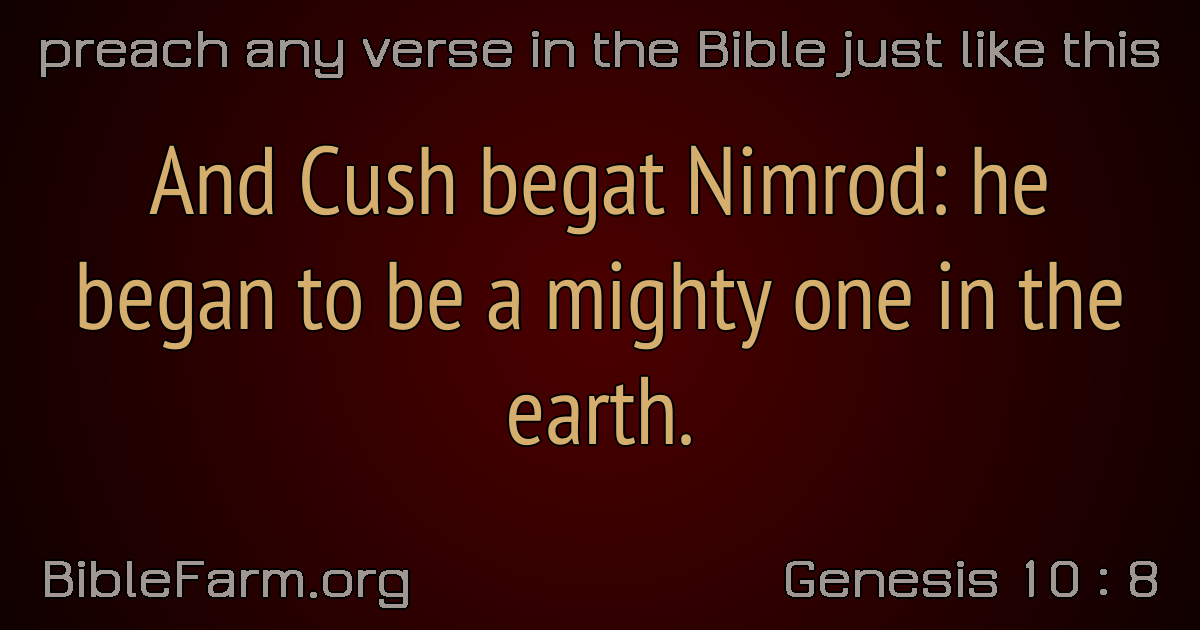 preach any verse in the Bible just like this
And Cush begat Nimrod: he
began to be a mighty one in the
earth.
BibleFarm.org
Genesis 10 : 8